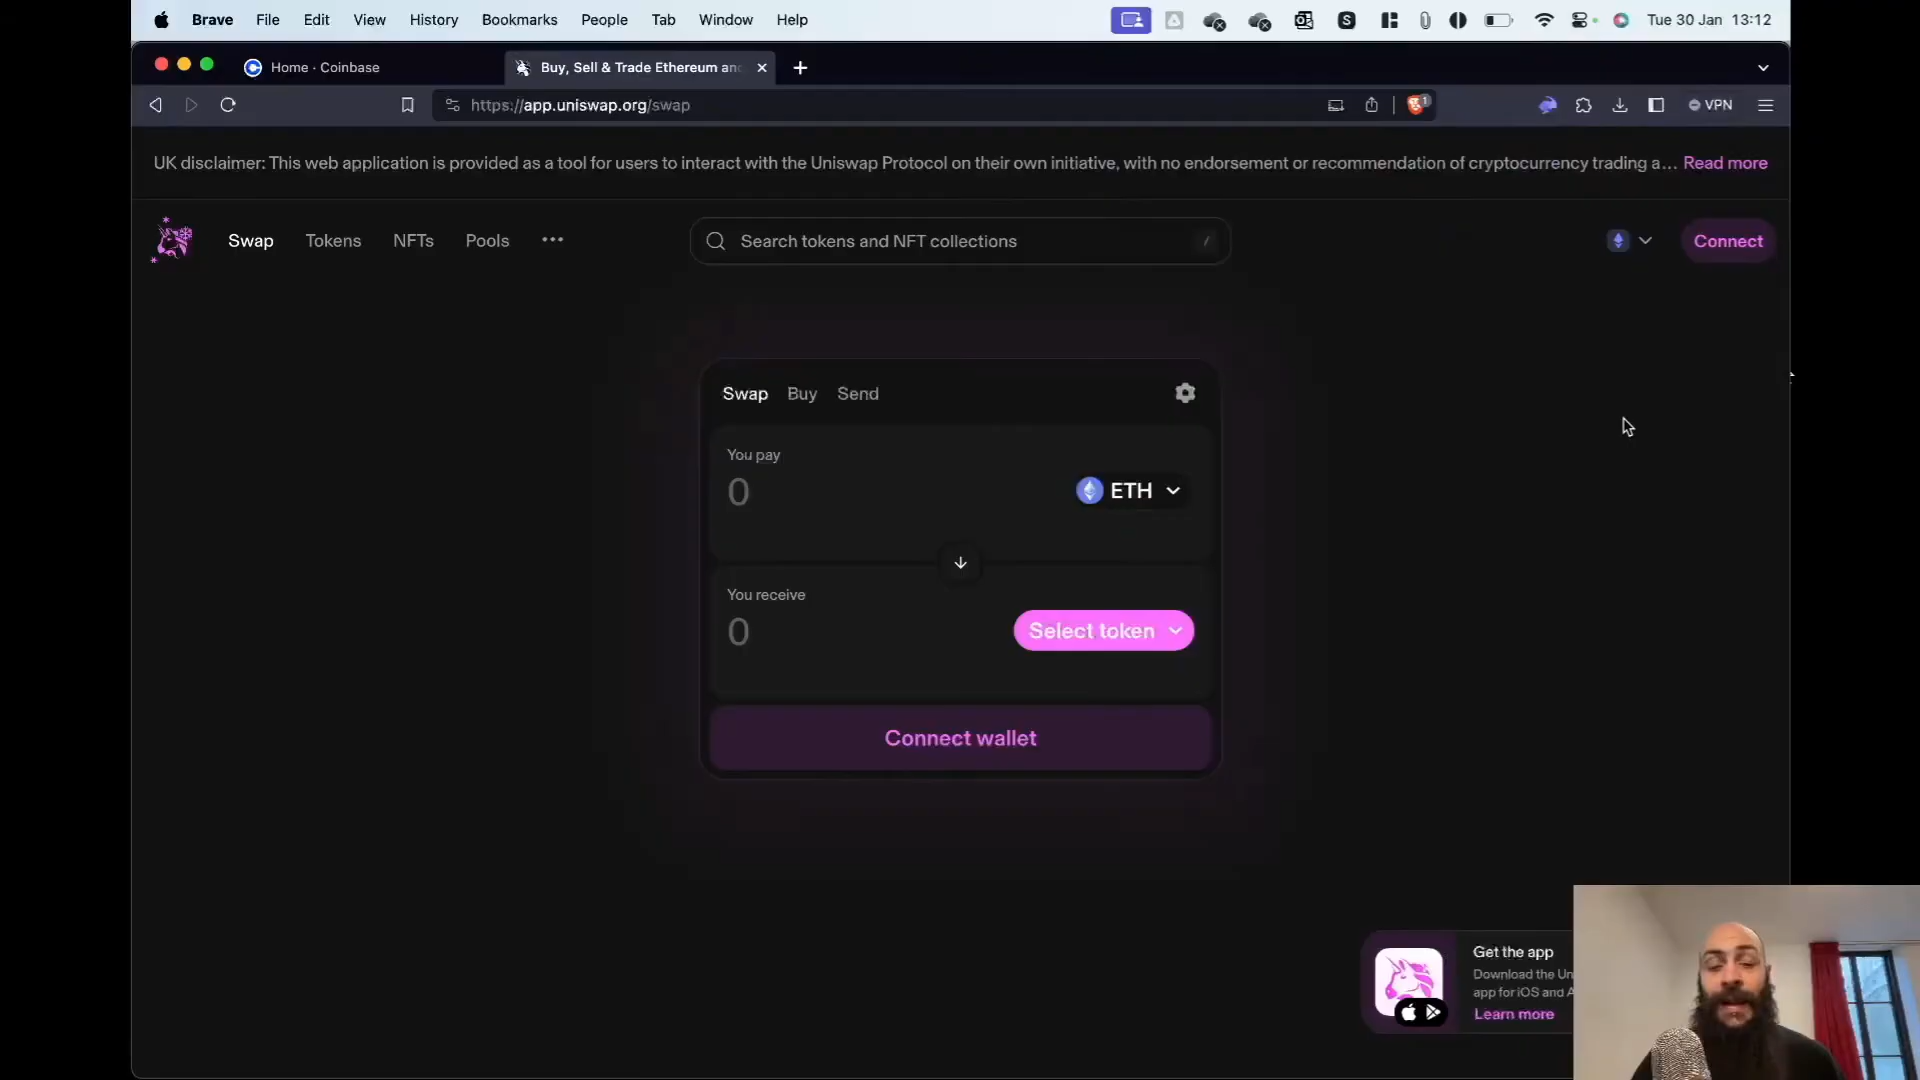 Brave File Edit View History Bookmarks People Tab Window Help Tue 30 Jan 13:12
Home · Coinbase
Buy, Sell & Trade Ethereum an
https://app.uniswap.org/swap
1
VPN
UK disclaimer: This web application is provided as a tool for users to interact with the Uniswap Protocol on their own initiative, with no endorsement or recommendation of cryptocurrency trading a... Read more
Swap Tokens NFTs Pools ···
Search tokens and NFT collections /
Connect
Swap Buy Send
You pay
0
ETH
You receive
0
Select token
Connect wallet
Get the app
Download the Un
app for iOS and A
Learn more